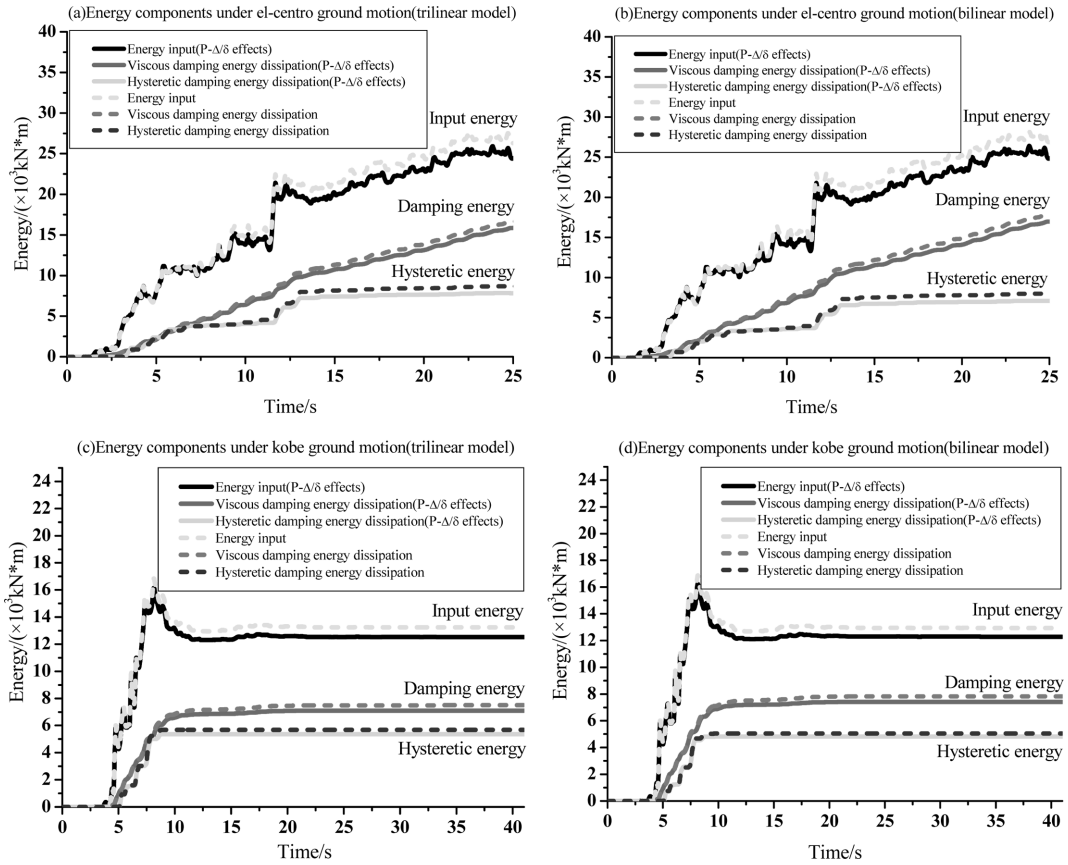 (a)Energy components under el-centro ground motion(trilinear model)
40
35
30
25
20
15
10
5
0
Energy/(×10³kN*m)
Energy input(P-Δ/δ effects)
Viscous damping energy dissipation(P-Δ/δ effects)
Hysteretic damping energy dissipation(P-Δ/δ effects)
Energy input
Viscous damping energy dissipation
Hysteretic damping energy dissipation
Input energy
Damping energy
Hysteretic energy
0 5 10 15 20 25
Time/s
(b)Energy components under el-centro ground motion(bilinear model)
40
35
30
25
20
15
10
5
0
Energy/(×10³kN*m)
Energy input(P-Δ/δ effects)
Viscous damping energy dissipation(P-Δ/δ effects)
Hysteretic damping energy dissipation(P-Δ/δ effects)
Energy input
Viscous damping energy dissipation
Hysteretic damping energy dissipation
Input energy
Damping energy
Hysteretic energy
0 5 10 15 20 25
Time/s
(c)Energy components under kobe ground motion(trilinear model)
24
22
20
18
16
14
12
10
8
6
4
2
0
Energy/(×10³kN*m)
Energy input(P-Δ/δ effects)
Viscous damping energy dissipation(P-Δ/δ effects)
Hysteretic damping energy dissipation(P-Δ/δ effects)
Energy input
Viscous damping energy dissipation
Hysteretic damping energy dissipation
Input energy
Damping energy
Hysteretic energy
0 5 10 15 20 25 30 35 40
Time/s
(d)Energy components under kobe ground motion(bilinear model)
24
22
20
18
16
14
12
10
8
6
4
2
0
Energy/(×10³kN*m)
Energy input(P-Δ/δ effects)
Viscous damping energy dissipation(P-Δ/δ effects)
Hysteretic damping energy dissipation(P-Δ/δ effects)
Energy input
Viscous damping energy dissipation
Hysteretic damping energy dissipation
Input energy
Damping energy
Hysteretic energy
0 5 10 15 20 25 30 35 40
Time/s